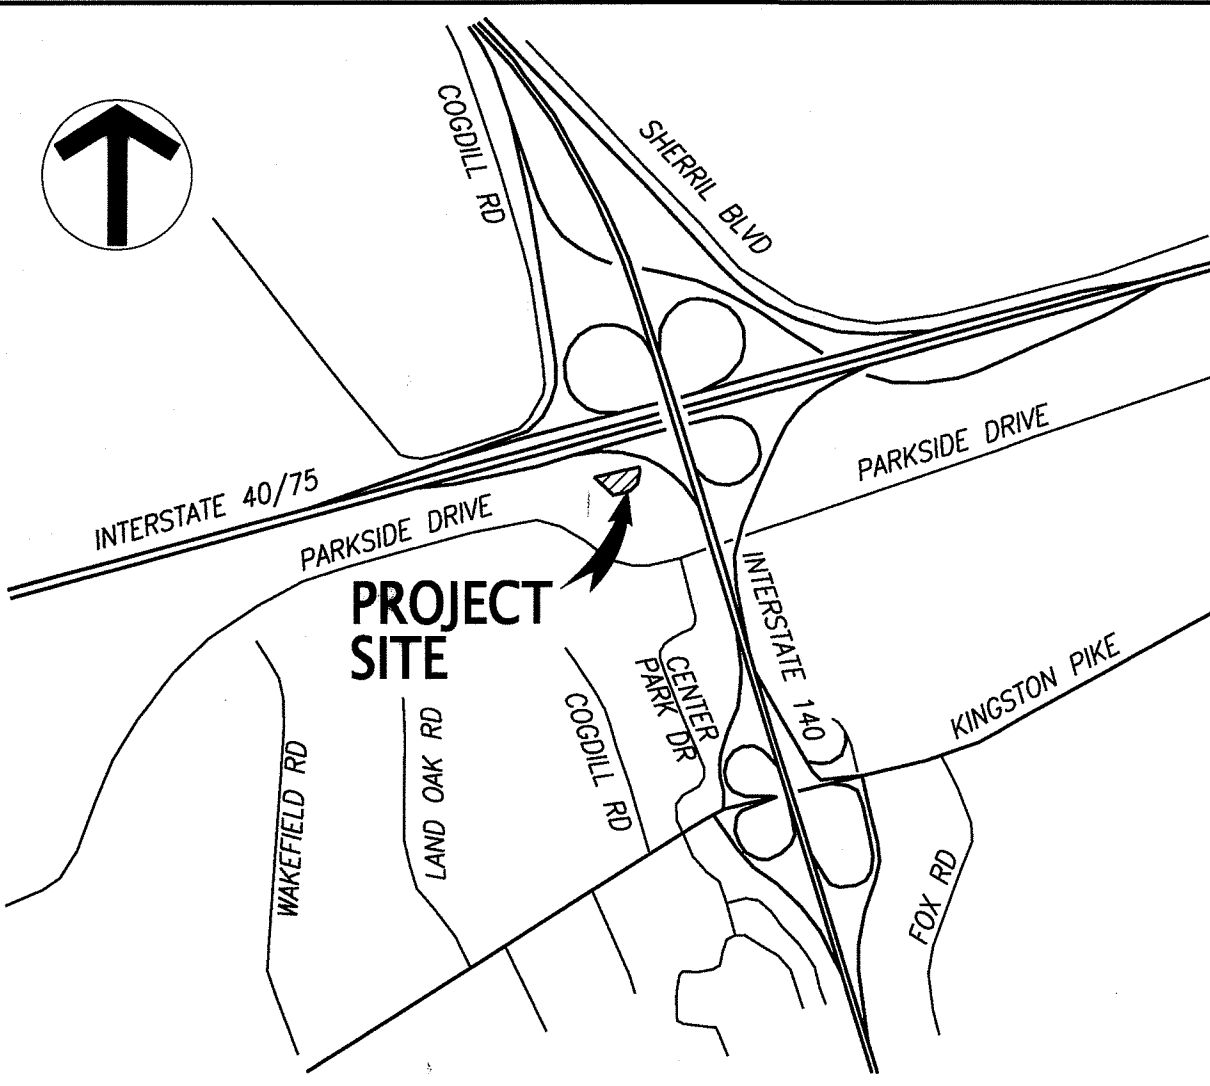 COGDILL RD
SHERRIL BLVD
INTERSTATE 40/75
PARKSIDE DRIVE
PARKSIDE DRIVE
PROJECT
SITE
INTERSTATE 140
CENTER
PARK DR
KINGSTON PIKE
COGDILL RD
LAND OAK RD
WAKEFIELD RD
FOX RD